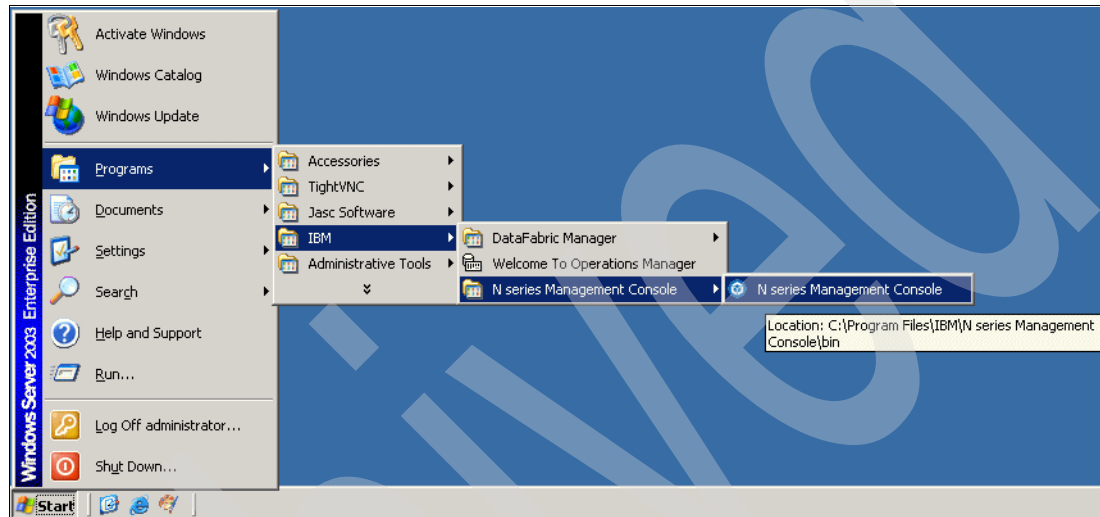 Activate Windows
Windows Catalog
Windows Update
Programs
Documents
Settings
Search
Help and Support
Run...
Log Off administrator...
Shut Down...
Windows Server 2003 Enterprise Edition
Accessories
TightVNC
Jasc Software
IBM
Administrative Tools
DataFabric Manager
Welcome To Operations Manager
N series Management Console
N series Management Console
Location: C:\Program Files\IBM\N series Management
Console\bin
Start